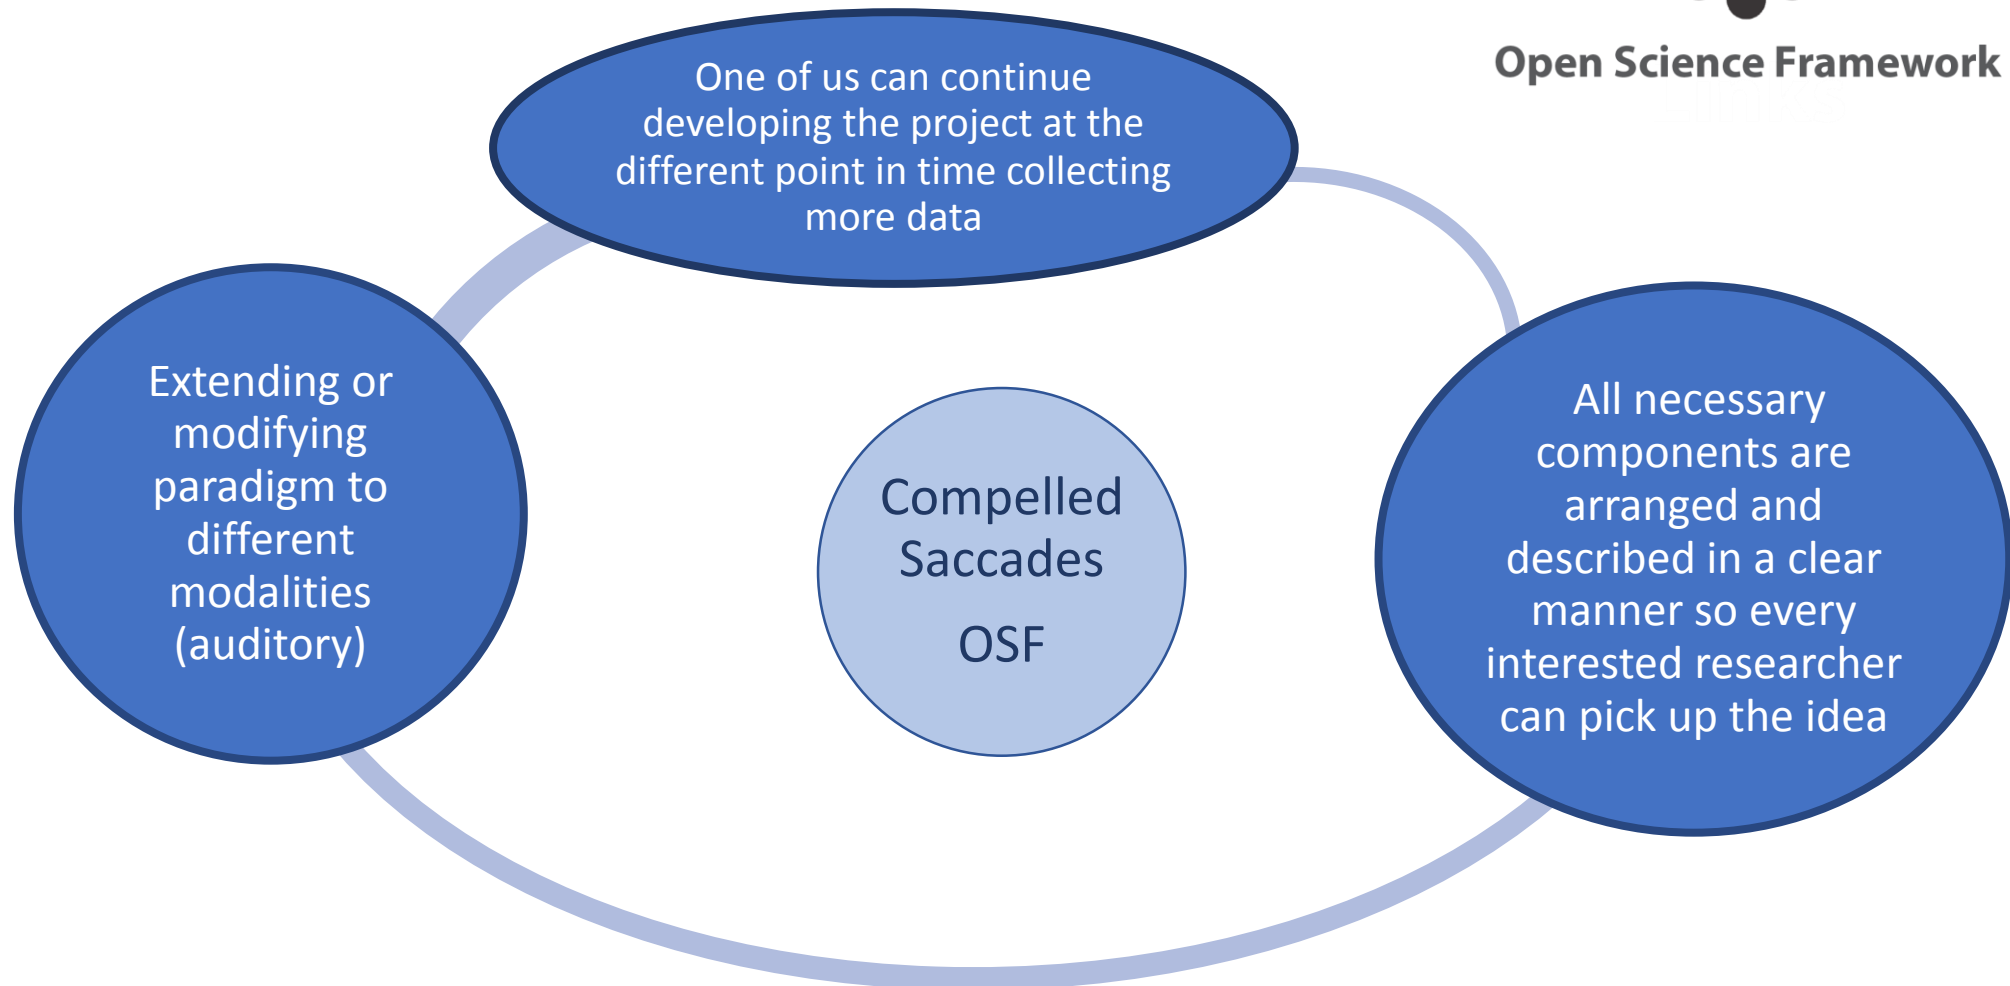 Open Science Framework
One of us can continue
developing the project at the
different point in time collecting
more data
Extending or
modifying
paradigm to
different
modalities
(auditory)
Compelled
Saccades
OSF
All necessary
components are
arranged and
described in a clear
manner so every
interested researcher
can pick up the idea